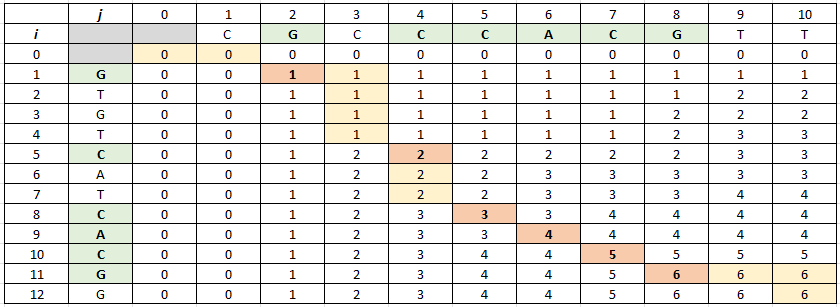 j 0 1 2 3 4 5 6 7 8 9 10
i C G C C C A C G T T
0 0 0 0 0 0 0 0 0 0 0 0
1 G 0 0 1 1 1 1 1 1 1 1 1
2 T 0 0 1 1 1 1 1 1 1 2 2
3 G 0 0 1 1 1 1 1 1 2 2 2
4 T 0 0 1 1 1 1 1 1 2 3 3
5 C 0 0 1 2 2 2 2 2 2 3 3
6 A 0 0 1 2 2 2 3 3 3 3 3
7 T 0 0 1 2 2 2 3 3 3 4 4
8 C 0 0 1 2 3 3 3 4 4 4 4
9 A 0 0 1 2 3 3 4 4 4 4 4
10 C 0 0 1 2 3 4 4 5 5 5 5
11 G 0 0 1 2 3 4 4 5 6 6 6
12 G 0 0 1 2 3 4 4 5 6 6 6